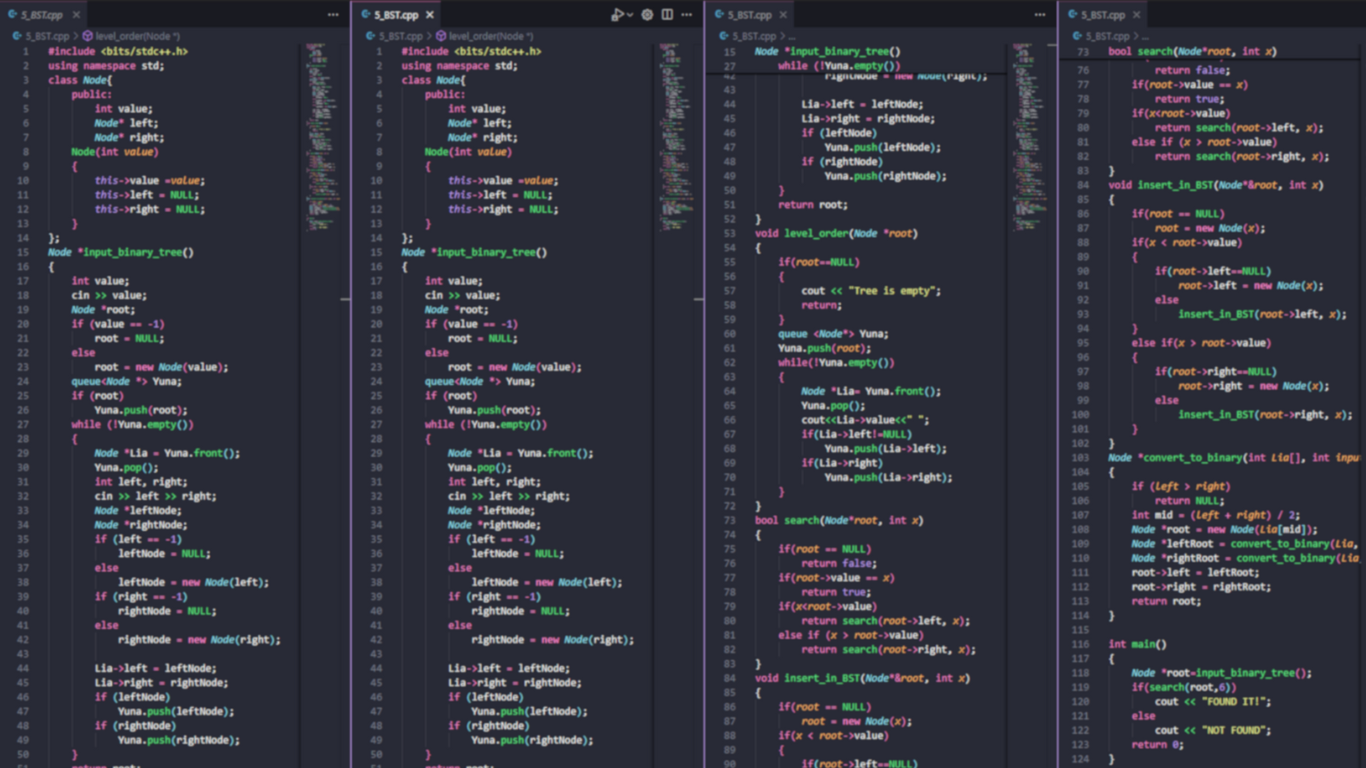 5_BST.cpp
5_BST.cpp > level_order(Node *)
1 #include <bits/stdc++.h>
2 using namespace std;
3 class Node{
4 public:
5 int value;
6 Node* left;
7 Node* right;
8 Node(int value)
9 {
10 this->value =value;
11 this->left = NULL;
12 this->right = NULL;
13 }
14 };
15 Node *input_binary_tree()
16 {
17 int value;
18 cin >> value;
19 Node *root;
20 if (value == -1)
21 root = NULL;
22 else
23 root = new Node(value);
24 queue<Node *> Yuna;
25 if (root)
26 Yuna.push(root);
27 while (!Yuna.empty())
28 {
29 Node *Lia = Yuna.front();
30 Yuna.pop();
31 int left, right;
32 cin >> left >> right;
33 Node *leftNode;
34 Node *rightNode;
35 if (left == -1)
36 leftNode = NULL;
37 else
38 leftNode = new Node(left);
39 if (right == -1)
40 rightNode = NULL;
41 else
42 rightNode = new Node(right);
43
44 Lia->left = leftNode;
45 Lia->right = rightNode;
46 if (leftNode)
47 Yuna.push(leftNode);
48 if (rightNode)
49 Yuna.push(rightNode);
50 }
5_BST.cpp
5_BST.cpp > level_order(Node *)
1 #include <bits/stdc++.h>
2 using namespace std;
3 class Node{
4 public:
5 int value;
6 Node* left;
7 Node* right;
8 Node(int value)
9 {
10 this->value =value;
11 this->left = NULL;
12 this->right = NULL;
13 }
14 };
15 Node *input_binary_tree()
16 {
17 int value;
18 cin >> value;
19 Node *root;
20 if (value == -1)
21 root = NULL;
22 else
23 root = new Node(value);
24 queue<Node *> Yuna;
25 if (root)
26 Yuna.push(root);
27 while (!Yuna.empty())
28 {
29 Node *Lia = Yuna.front();
30 Yuna.pop();
31 int left, right;
32 cin >> left >> right;
33 Node *leftNode;
34 Node *rightNode;
35 if (left == -1)
36 leftNode = NULL;
37 else
38 leftNode = new Node(left);
39 if (right == -1)
40 rightNode = NULL;
41 else
42 rightNode = new Node(right);
43
44 Lia->left = leftNode;
45 Lia->right = rightNode;
46 if (leftNode)
47 Yuna.push(leftNode);
48 if (rightNode)
49 Yuna.push(rightNode);
50 }
5_BST.cpp
5_BST.cpp > ...
15 Node *input_binary_tree()
27 while (!Yuna.empty())
42 rightNode = new Node(right);
43
44 Lia->left = leftNode;
45 Lia->right = rightNode;
46 if (leftNode)
47 Yuna.push(leftNode);
48 if (rightNode)
49 Yuna.push(rightNode);
50 }
51 return root;
52 }
53 void level_order(Node *root)
54 {
55 if(root==NULL)
56 {
57 cout << "Tree is empty";
58 return;
59 }
60 queue <Node*> Yuna;
61 Yuna.push(root);
62 while(!Yuna.empty())
63 {
64 Node *Lia= Yuna.front();
65 Yuna.pop();
66 cout<<Lia->value<<" ";
67 if(Lia->left!=NULL)
68 Yuna.push(Lia->left);
69 if(Lia->right)
70 Yuna.push(Lia->right);
71 }
72 }
73 bool search(Node*root, int x)
74 {
75 if(root == NULL)
76 return false;
77 if(root->value == x)
78 return true;
79 if(x<root->value)
80 return search(root->left, x);
81 else if (x > root->value)
82 return search(root->right, x);
83 }
84 void insert_in_BST(Node*&root, int x)
85 {
86 if(root == NULL)
87 root = new Node(x);
88 if(x < root->value)
89 {
90 if(root->left==NULL)
5_BST.cpp
5_BST.cpp > ...
73 bool search(Node*root, int x)
76 return false;
77 if(root->value == x)
78 return true;
79 if(x<root->value)
80 return search(root->left, x);
81 else if (x > root->value)
82 return search(root->right, x);
83 }
84 void insert_in_BST(Node*&root, int x)
85 {
86 if(root == NULL)
87 root = new Node(x);
88 if(x < root->value)
89 {
90 if(root->left==NULL)
91 root->left = new Node(x);
92 else
93 insert_in_BST(root->left, x);
94 }
95 else if(x > root->value)
96 {
97 if(root->right==NULL)
98 root->right = new Node(x);
99 else
100 insert_in_BST(root->right, x);
101 }
102 }
103 Node *convert_to_binary(int Lia[], int inpu
104 {
105 if (left > right)
106 return NULL;
107 int mid = (left + right) / 2;
108 Node *root = new Node(Lia[mid]);
109 Node *leftRoot = convert_to_binary(Lia,
110 Node *rightRoot = convert_to_binary(Lia
111 root->left = leftRoot;
112 root->right = rightRoot;
113 return root;
114 }
115
116 int main()
117 {
118 Node *root=input_binary_tree();
119 if(search(root,6))
120 cout << "FOUND IT!";
121 else
122 cout << "NOT FOUND";
123 return 0;
124 }